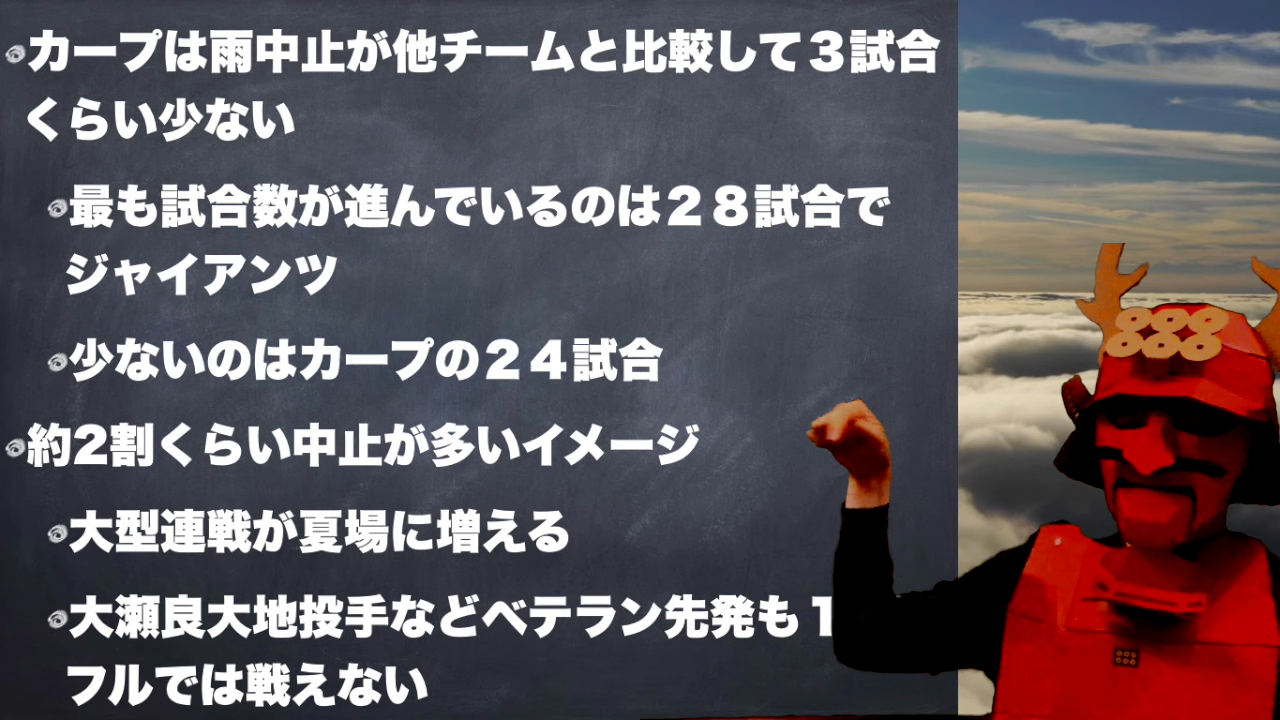 カープは雨中止が他チームと比較して３試合
くらい少ない
最も試合数が進んでいるのは２８試合で
ジャイアンツ
少ないのはカープの２４試合
約2割くらい中止が多いイメージ
大型連戦が夏場に増える
大瀬良大地投手などベテラン先発も１
フルでは戦えない